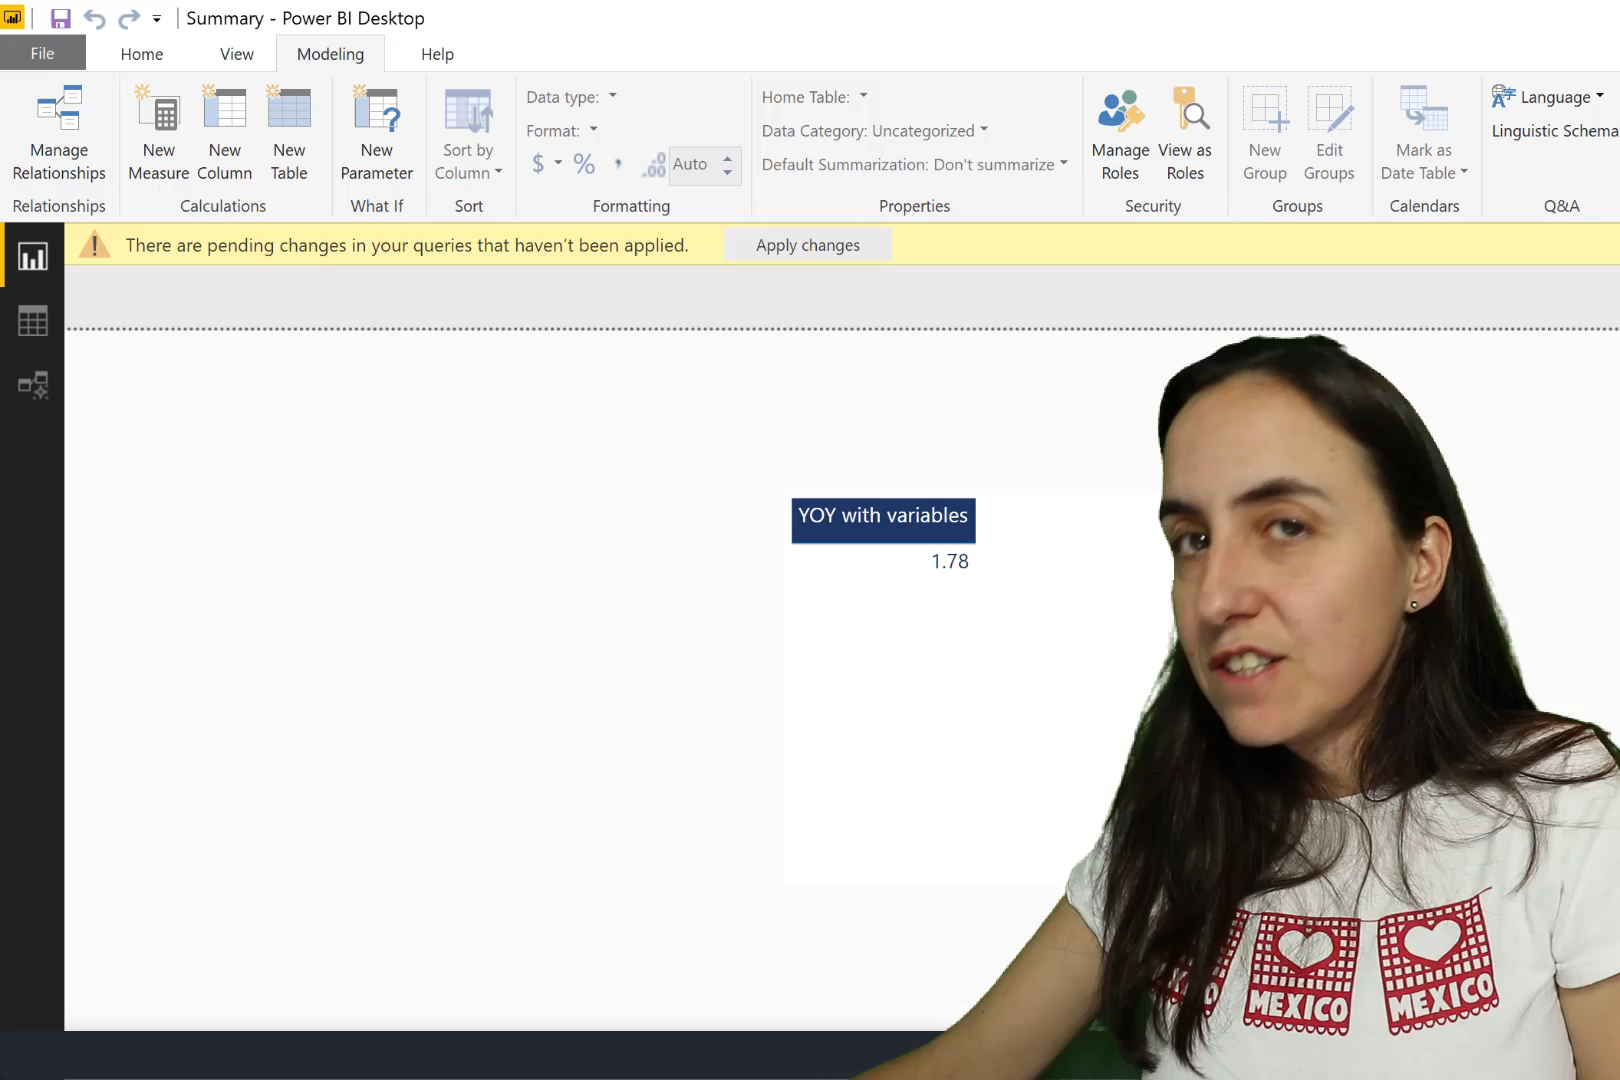 Summary - Power BI Desktop
File
Home
View
Modeling
Help
Manage
Relationships
Relationships
New
Measure
New
Column
New
Table
Calculations
New
Parameter
What If
Sort by
Column
Sort
Data type:
Format:
$ % , .00 Auto
Formatting
Home Table:
Data Category: Uncategorized
Default Summarization: Don't summarize
Properties
Manage
Roles
View as
Roles
Security
New
Group
Edit
Groups
Groups
Mark as
Date Table
Calendars
Language
Linguistic Schema
Q&A
There are pending changes in your queries that haven't been applied.
Apply changes
YOY with variables
1.78
MEXICO
MEXICO